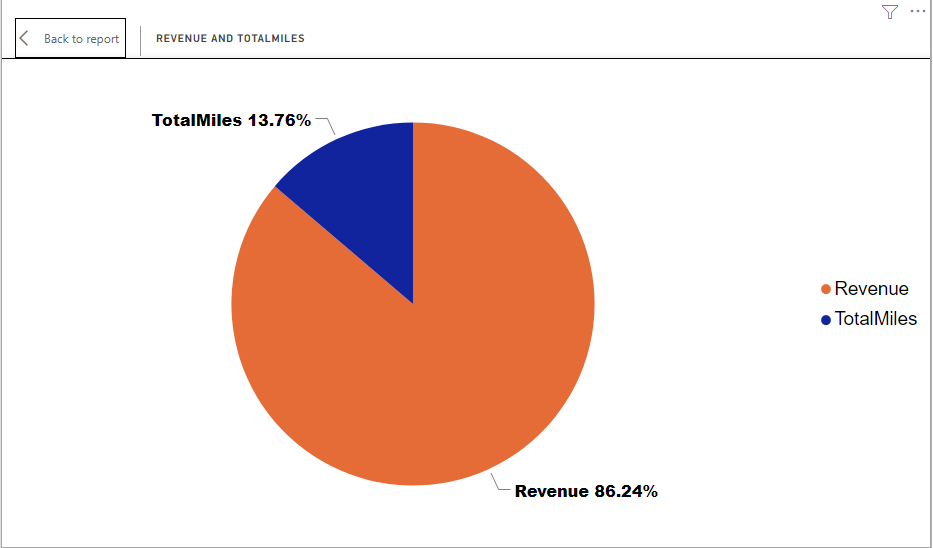 Back to report
REVENUE AND TOTALMILES
TotalMiles 13.76%
Revenue
TotalMiles
Revenue 86.24%